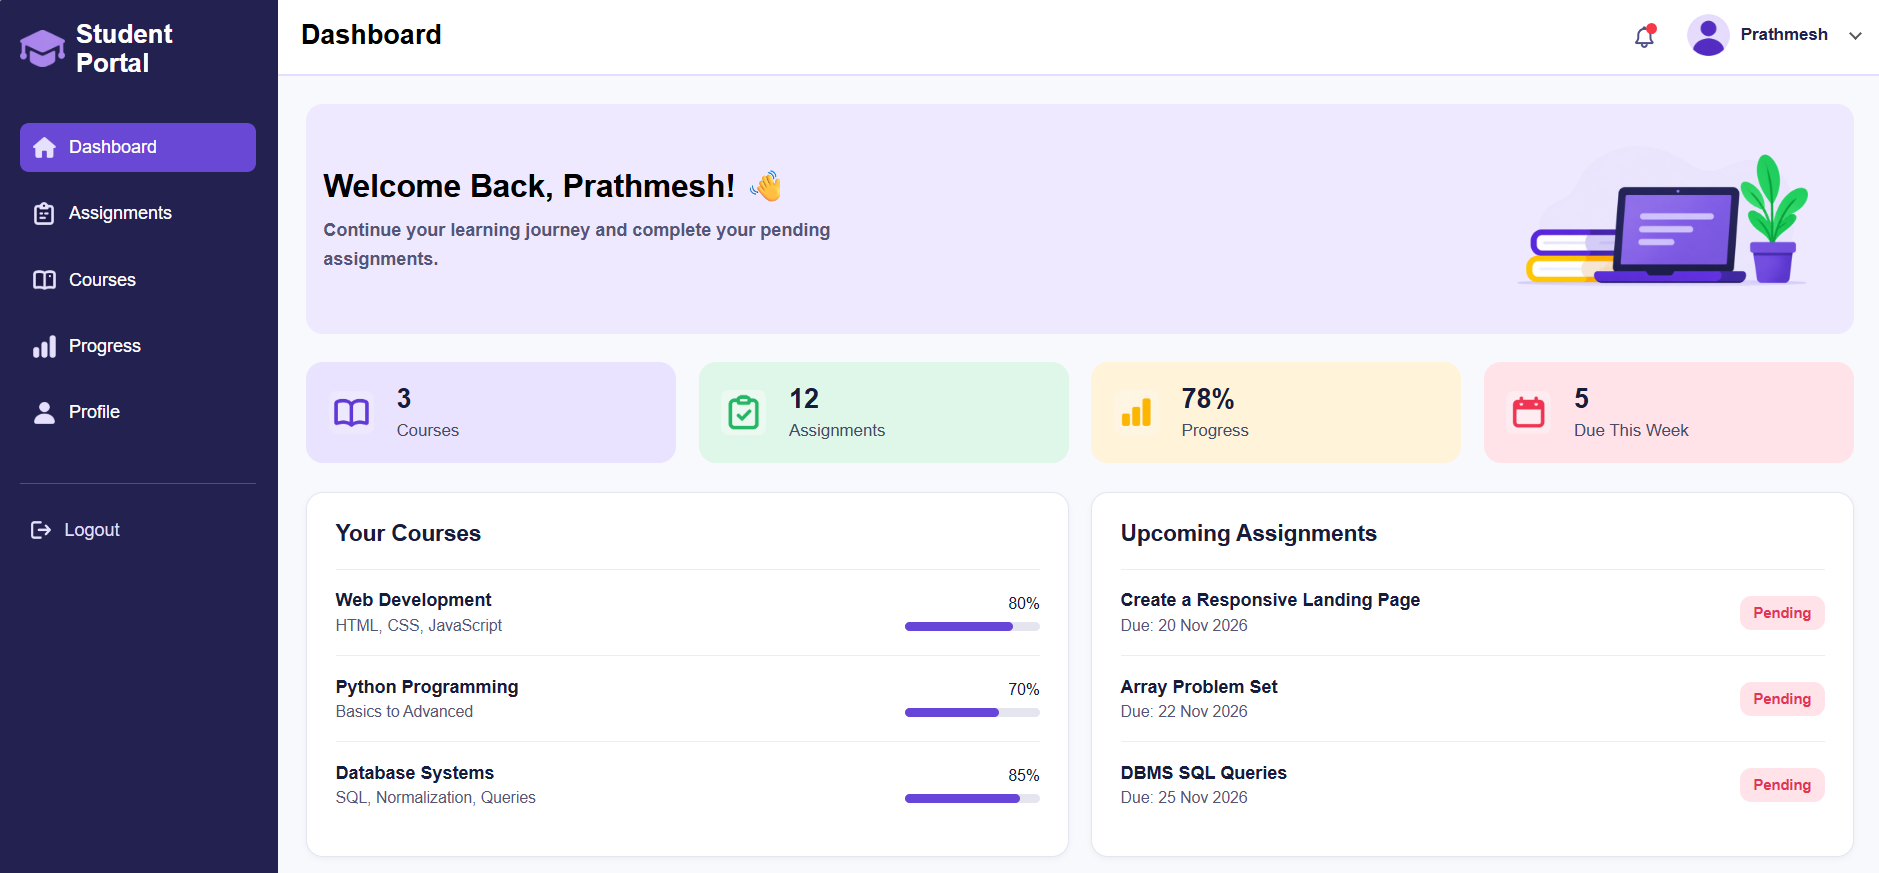 Student
Portal
Dashboard
Assignments
Courses
Progress
Profile
Logout
Dashboard
Prathmesh
Welcome Back, Prathmesh! 👋
Continue your learning journey and complete your pending
assignments.
3
Courses
12
Assignments
78%
Progress
5
Due This Week
Your Courses
Web Development
HTML, CSS, JavaScript
80%
Python Programming
Basics to Advanced
70%
Database Systems
SQL, Normalization, Queries
85%
Upcoming Assignments
Create a Responsive Landing Page
Due: 20 Nov 2026
Pending
Array Problem Set
Due: 22 Nov 2026
Pending
DBMS SQL Queries
Due: 25 Nov 2026
Pending